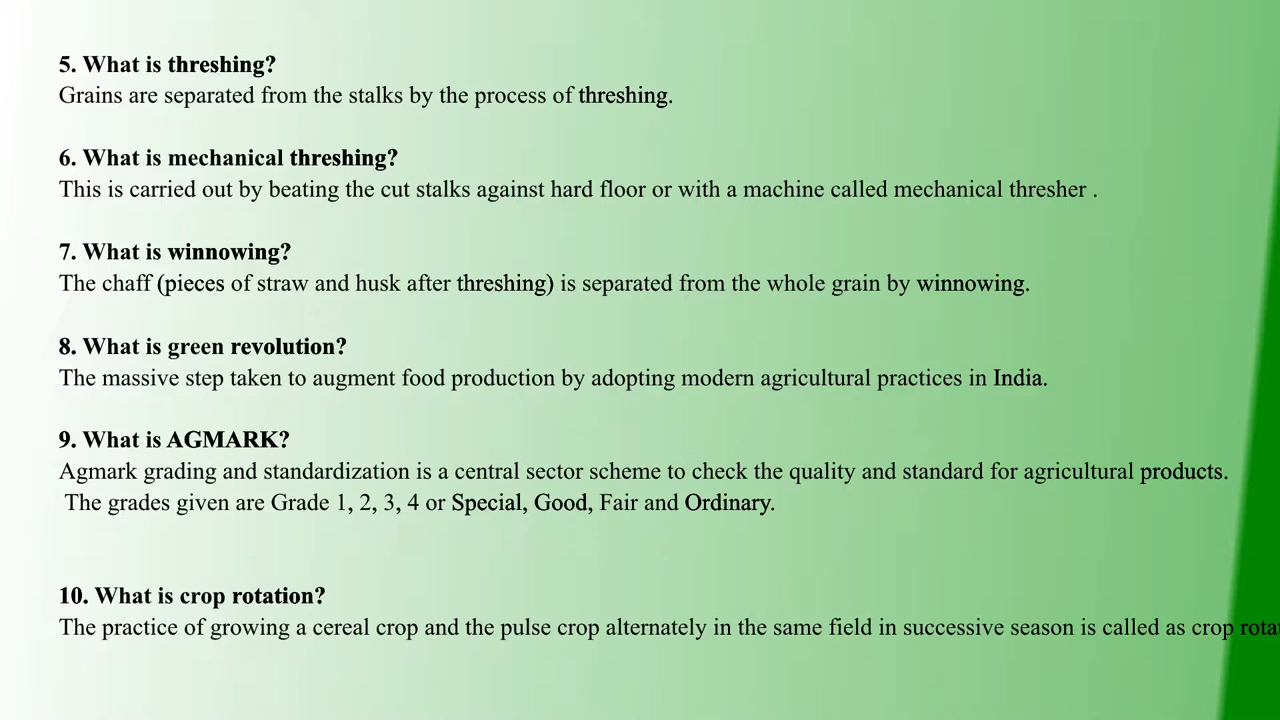 5. What is threshing?
Grains are separated from the stalks by the process of threshing.
6. What is mechanical threshing?
This is carried out by beating the cut stalks against hard floor or with a machine called mechanical thresher .
7. What is winnowing?
The chaff (pieces of straw and husk after threshing) is separated from the whole grain by winnowing.
8. What is green revolution?
The massive step taken to augment food production by adopting modern agricultural practices in India.
9. What is AGMARK?
Agmark grading and standardization is a central sector scheme to check the quality and standard for agricultural products.
The grades given are Grade 1, 2, 3, 4 or Special, Good, Fair and Ordinary.
10. What is crop rotation?
The practice of growing a cereal crop and the pulse crop alternately in the same field in successive season is called as crop